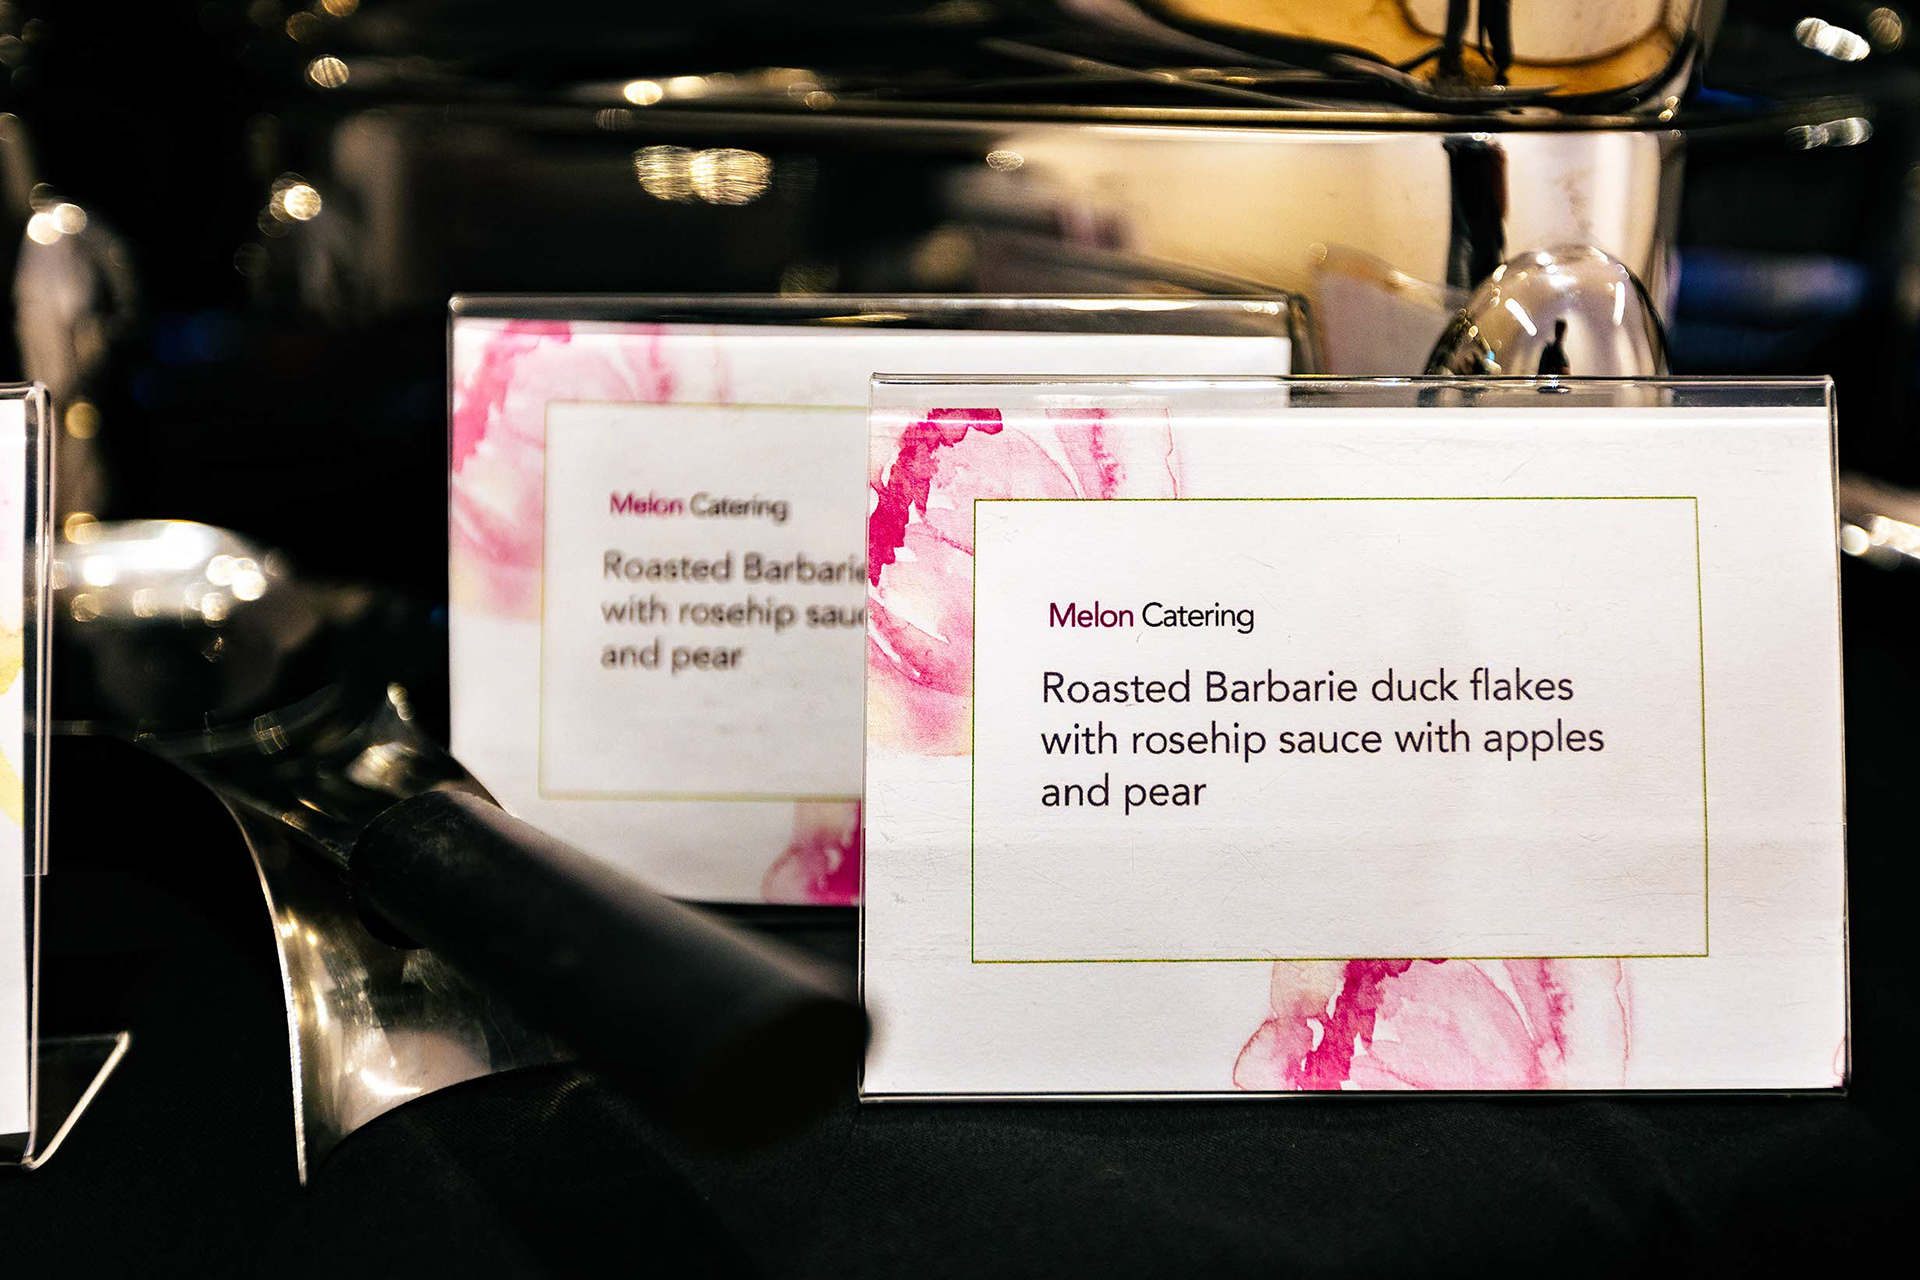 Melon Catering
Roasted Barbarie
with rosehip sauc
and pear
Melon Catering
Roasted Barbarie duck flakes
with rosehip sauce with apples
and pear